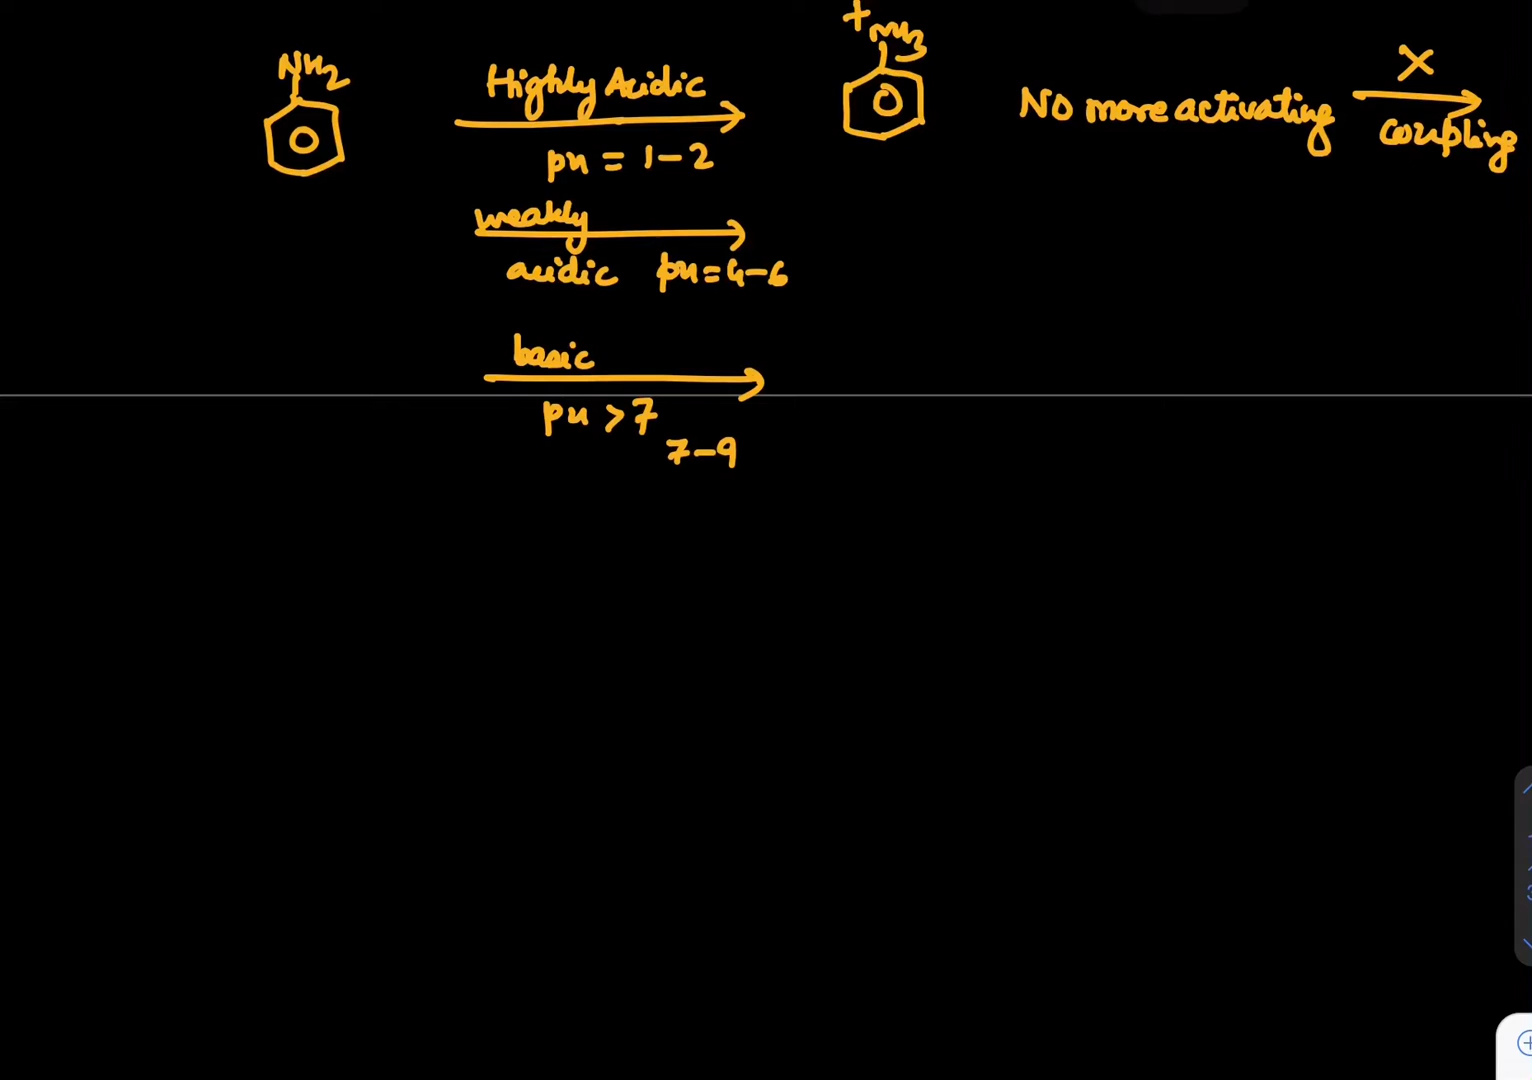 NH2
Highly Acidic
pH = 1-2
+NH3
No more activating
X
coupling
weakly
acidic pH = 4-6
basic
pH > 7
7-9